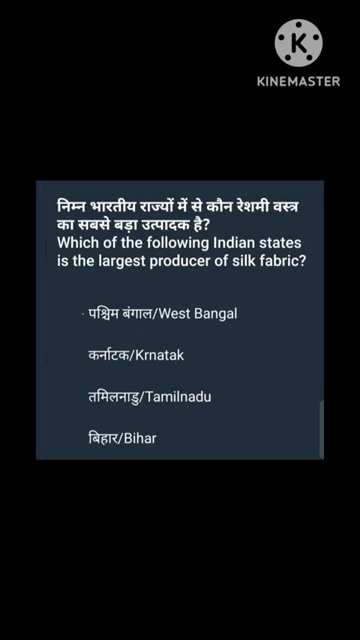 KINEMASTER
निम्न भारतीय राज्यों में से कौन रेशमी वस्त्र
का सबसे बड़ा उत्पादक है?
Which of the following Indian states
is the largest producer of silk fabric?
पश्चिम बंगाल/West Bangal
कर्नाटक/Krnatak
तमिलनाडु/Tamilnadu
बिहार/Bihar